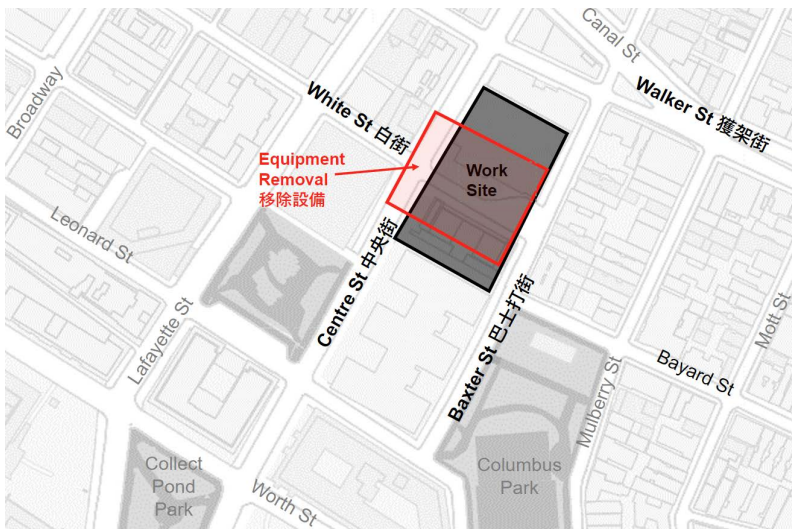 Canal St
Broadway
White St 白街
Walker St 獲架街
Equipment
Removal
移除設備
Work
Site
Leonard St
Centre St 中央街
Lafayette St
Baxter St 巴士打街
Mott St
Bayard St
Mulberry St
Collect
Pond
Park
Columbus
Park
Worth St